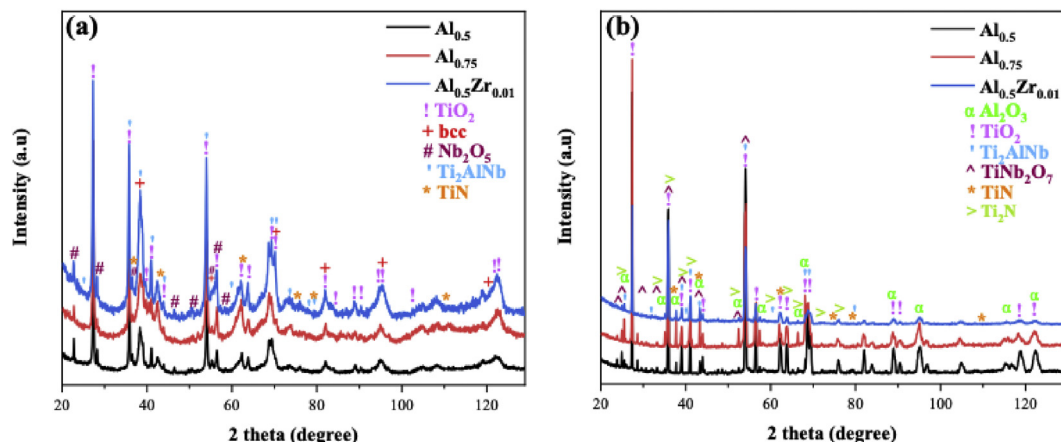 (a)
Al0.5
Al0.75
Al0.5Zr0.01
! TiO2
+ bcc
# Nb2O5
' Ti2AlNb
* TiN
Intensity (a.u)
20 40 60 80 100 120
2 theta (degree)
(b)
Al0.5
Al0.75
Al0.5Zr0.01
α Al2O3
! TiO2
' Ti2AlNb
^ TiNb2O7
* TiN
> Ti2N
Intensity (a.u)
20 40 60 80 100 120
2 theta (degree)